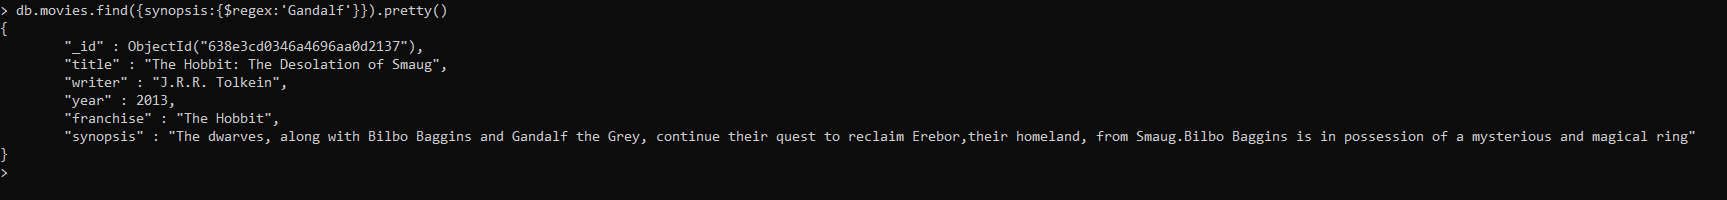 > db.movies.find({synopsis:{$regex:'Gandalf'}}).pretty()
{
        "_id" : ObjectId("638e3cd0346a4696aa0d2137"),
        "title" : "The Hobbit: The Desolation of Smaug",
        "writer" : "J.R.R. Tolkein",
        "year" : 2013,
        "franchise" : "The Hobbit",
        "synopsis" : "The dwarves, along with Bilbo Baggins and Gandalf the Grey, continue their quest to reclaim Erebor,their homeland, from Smaug.Bilbo Baggins is in possession of a mysterious and magical ring"
}
>